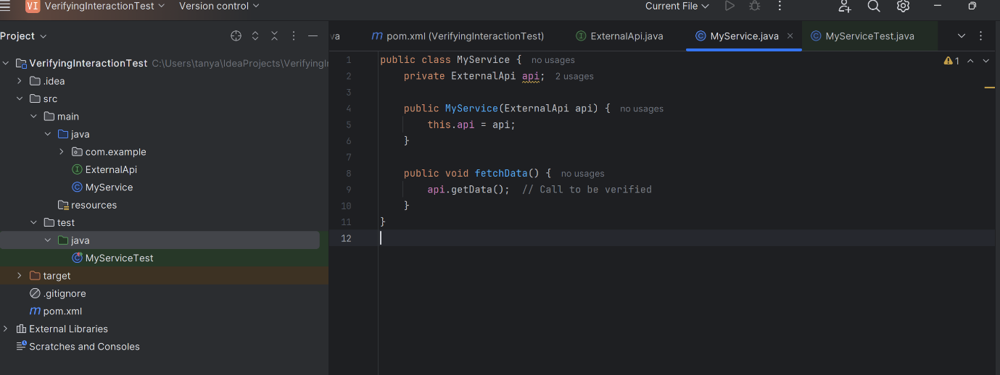 VI VerifyingInteractionTest Version control Current File
Project
va pom.xml (VerifyingInteractionTest) ExternalApi.java MyService.java MyServiceTest.java
VerifyingInteractionTest C:\Users\tanya\IdeaProjects\VerifyingI
.idea
src
main
java
com.example
ExternalApi
MyService
resources
test
java
MyServiceTest
target
.gitignore
pom.xml
External Libraries
Scratches and Consoles
1 public class MyService { no usages
2 private ExternalApi api; 2 usages
3
4 public MyService(ExternalApi api) { no usages
5 this.api = api;
6 }
7
8 public void fetchData() { no usages
9 api.getData(); // Call to be verified
10 }
11 }
12
1